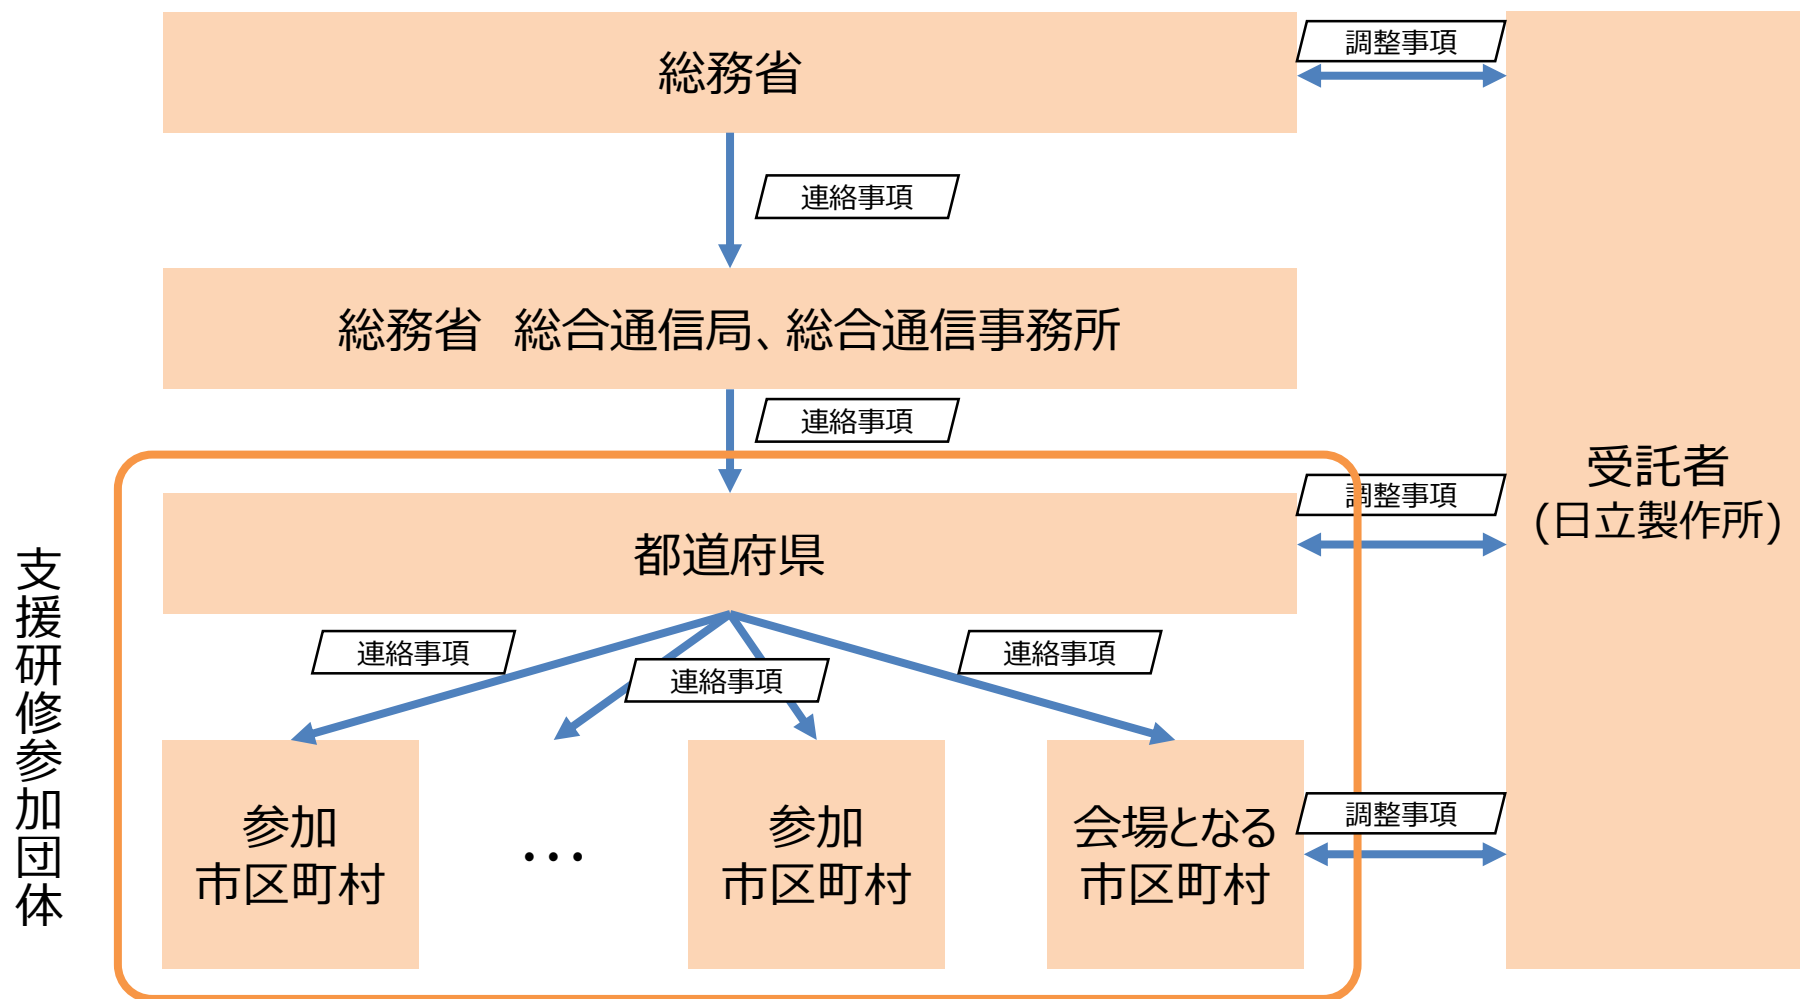 総務省
調整事項
連絡事項
総務省　総合通信局、総合通信事務所
連絡事項
都道府県
調整事項
受託者
(日立製作所)
支援研修参加団体
連絡事項
連絡事項
連絡事項
参加
市区町村
…
参加
市区町村
会場となる
市区町村
調整事項